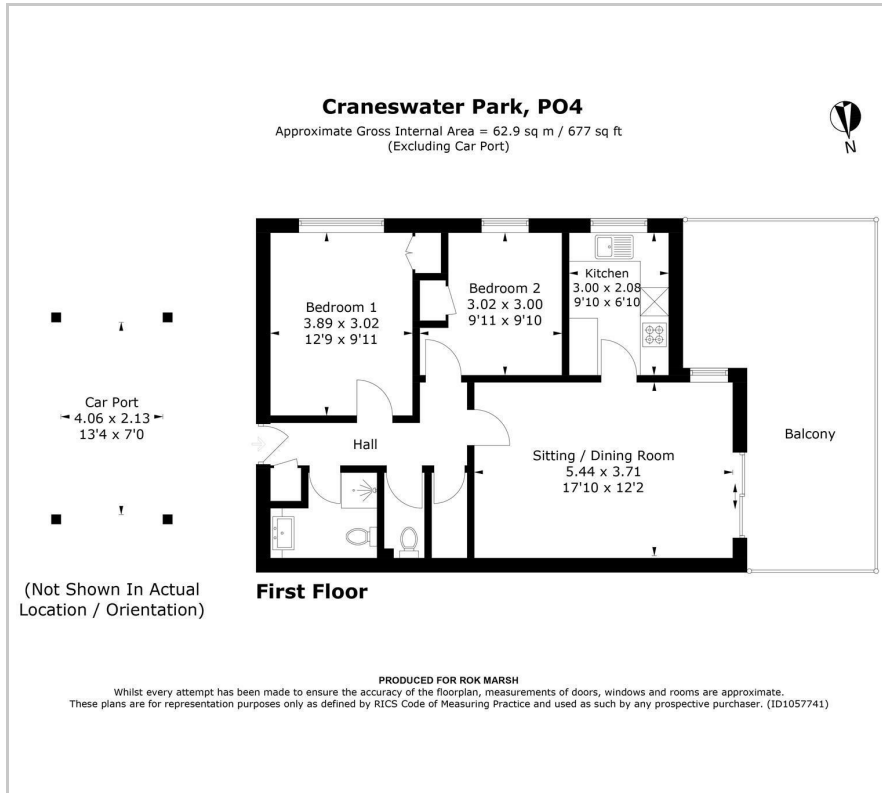 Craneswater Park, PO4
Approximate Gross Internal Area = 62.9 sq m / 677 sq ft
(Excluding Car Port)
N
Bedroom 1
3.89 x 3.02
12'9 x 9'11
Bedroom 2
3.02 x 3.00
9'11 x 9'10
Kitchen
3.00 x 2.08
9'10 x 6'10
Car Port
4.06 x 2.13
13'4 x 7'0
Hall
Sitting / Dining Room
5.44 x 3.71
17'10 x 12'2
Balcony
(Not Shown In Actual
Location / Orientation)
First Floor
PRODUCED FOR ROK MARSH
Whilst every attempt has been made to ensure the accuracy of the floorplan, measurements of doors, windows and rooms are approximate.
These plans are for representation purposes only as defined by RICS Code of Measuring Practice and used as such by any prospective purchaser. (ID1057741)